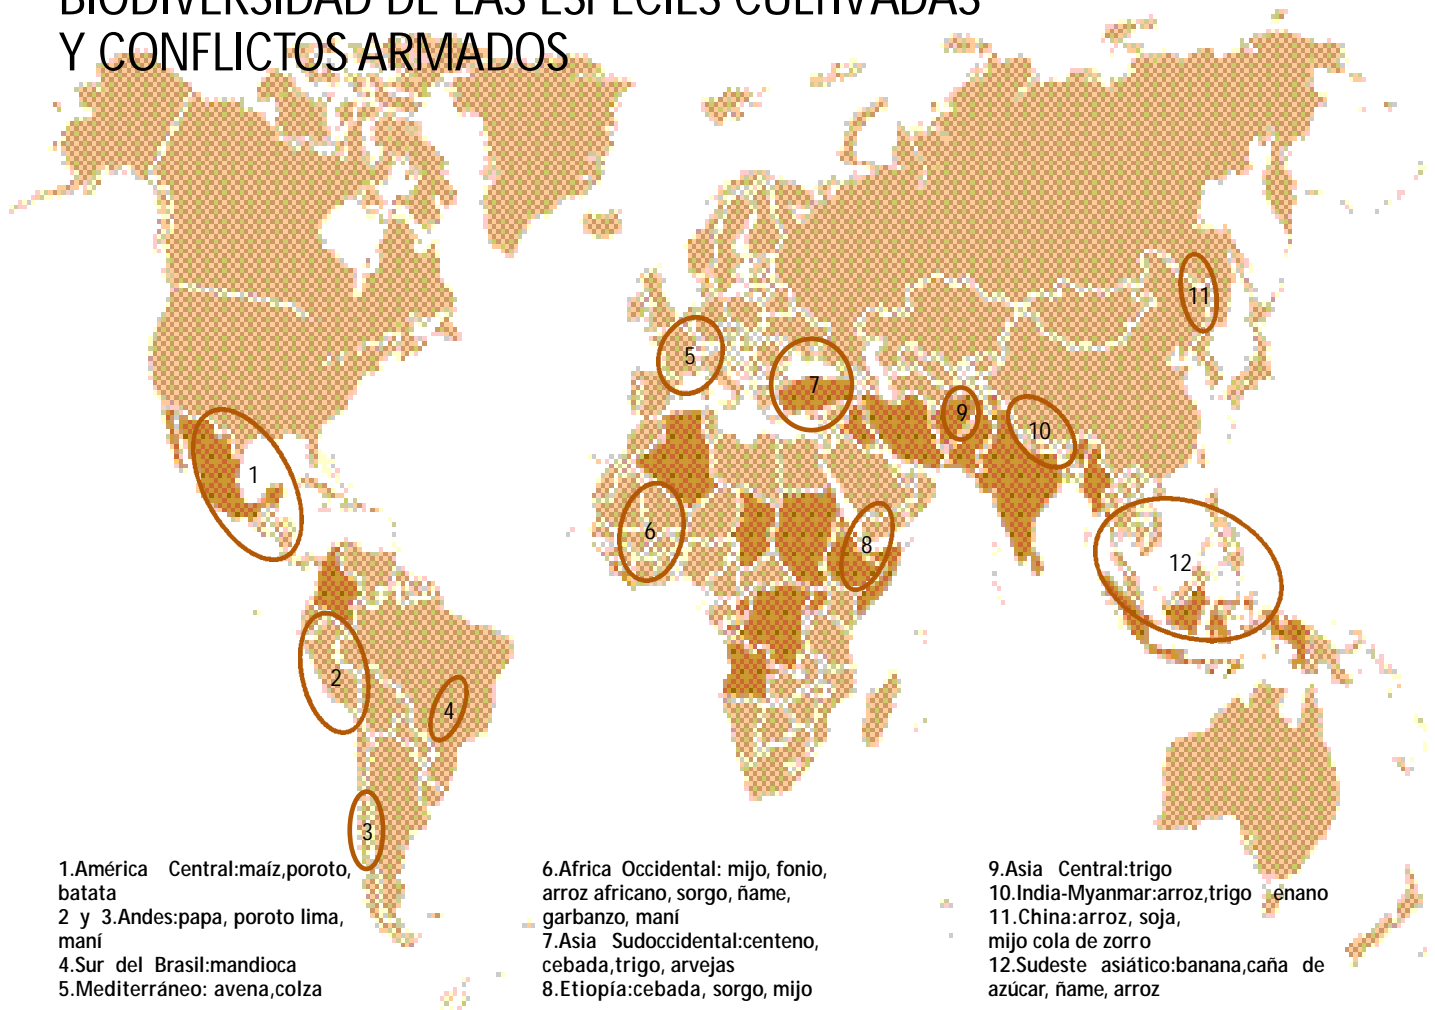 BIODIVERSIDAD DE LAS ESPECIES CULTIVADAS
Y CONFLICTOS ARMADOS
11
5
7
9
10
1
6
8
12
2
4
3
1.América Central:maíz,poroto,
batata
2 y 3.Andes:papa, poroto lima,
maní
4.Sur del Brasil:mandioca
5.Mediterráneo: avena,colza
6.Africa Occidental: mijo, fonio,
arroz africano, sorgo, ñame,
garbanzo, maní
7.Asia Sudoccidental:centeno,
cebada,trigo, arvejas
8.Etiopía:cebada, sorgo, mijo
9.Asia Central:trigo
10.India-Myanmar:arroz,trigo enano
11.China:arroz, soja,
mijo cola de zorro
12.Sudeste asiático:banana,caña de
azúcar, ñame, arroz